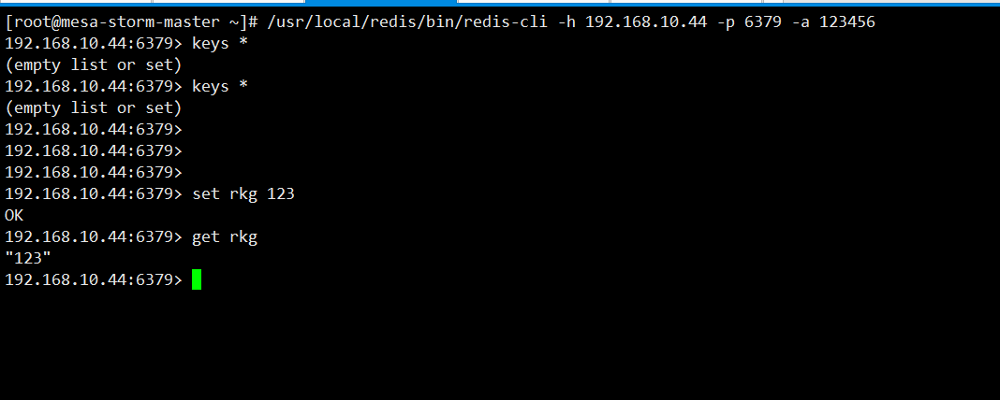 [root@mesa-storm-master ~]# /usr/local/redis/bin/redis-cli -h 192.168.10.44 -p 6379 -a 123456
192.168.10.44:6379> keys *
(empty list or set)
192.168.10.44:6379> keys *
(empty list or set)
192.168.10.44:6379>
192.168.10.44:6379>
192.168.10.44:6379>
192.168.10.44:6379> set rkg 123
OK
192.168.10.44:6379> get rkg
"123"
192.168.10.44:6379>